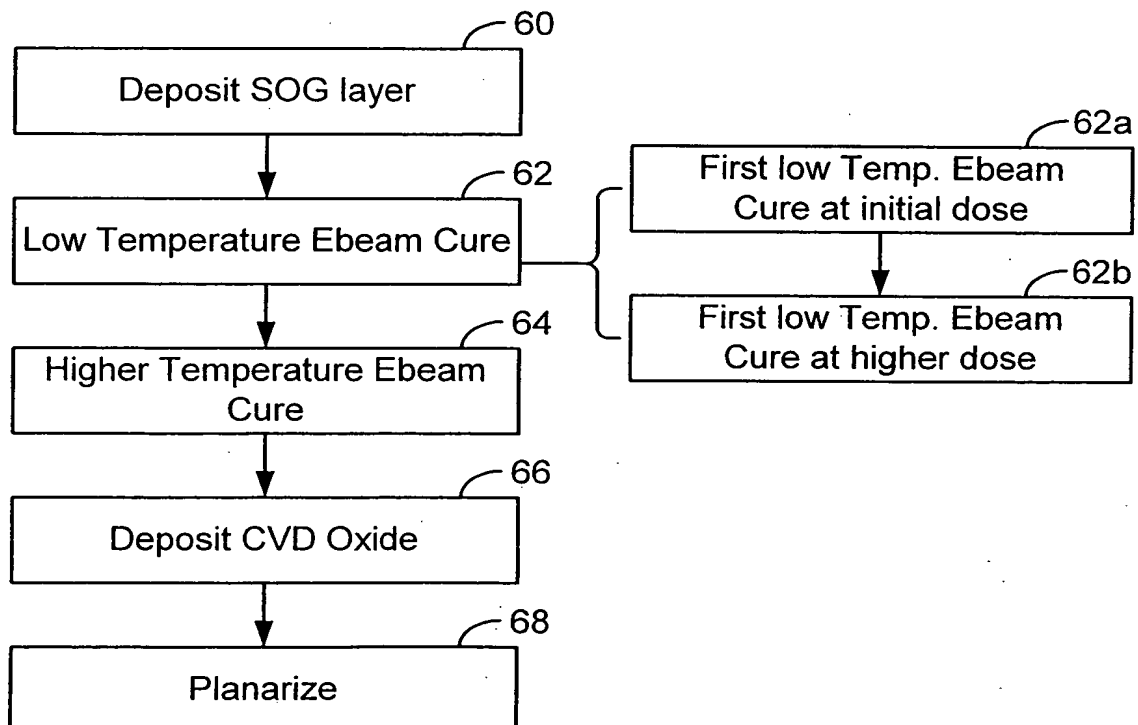 60
Deposit SOG layer
62
Low Temperature Ebeam Cure
62a
First low Temp. Ebeam
Cure at initial dose
62b
First low Temp. Ebeam
Cure at higher dose
64
Higher Temperature Ebeam
Cure
66
Deposit CVD Oxide
68
Planarize